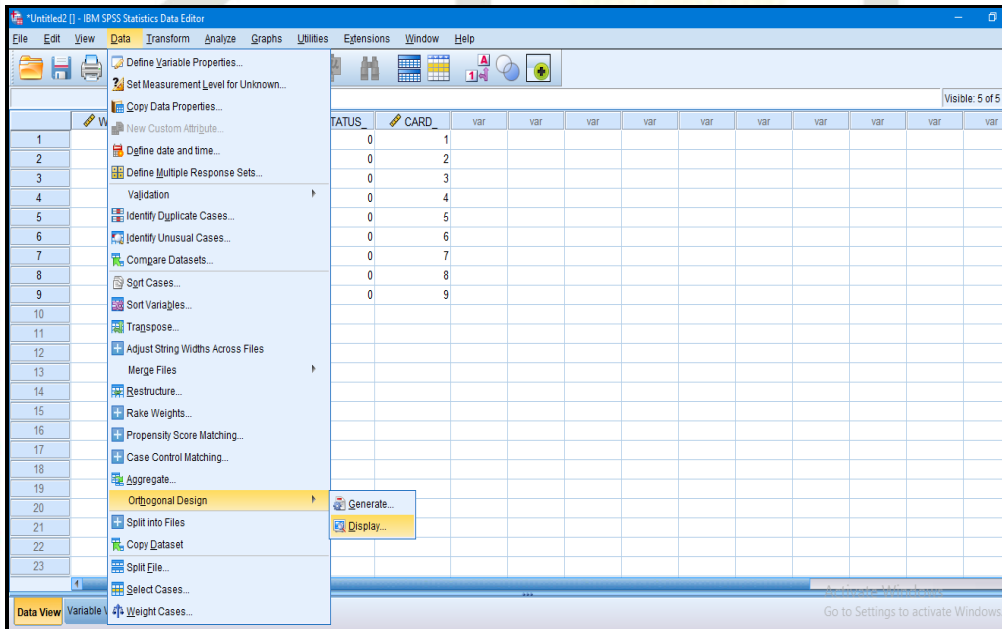 *Untitled2 [] - IBM SPSS Statistics Data Editor
File Edit View Data Transform Analyze Graphs Utilities Extensions Window Help
Define Variable Properties...
Set Measurement Level for Unknown...
Visible: 5 of 5
Copy Data Properties...
W TATUS_ CARD_ var var var var var var var var var var
New Custom Attribute...
1 0 1
Define date and time...
2 0 2
Define Multiple Response Sets...
3 0 3
Validation
4 0 4
Identify Duplicate Cases...
5 0 5
Identify Unusual Cases...
6 0 6
Compare Datasets...
7 0 7
Sort Cases...
8 0 8
Sort Variables...
9 0 9
10
Transpose...
11
Adjust String Widths Across Files
12
Merge Files
13
Restructure...
14
Rake Weights...
15
Propensity Score Matching...
16
Case Control Matching...
17
18
Aggregate...
19
Orthogonal Design
Generate...
20
Split into Files
Display...
21
Copy Dataset
22
Split File...
23
Select Cases...
Activate Windows
Data View Variable V
Weight Cases...
Go to Settings to activate Windows.